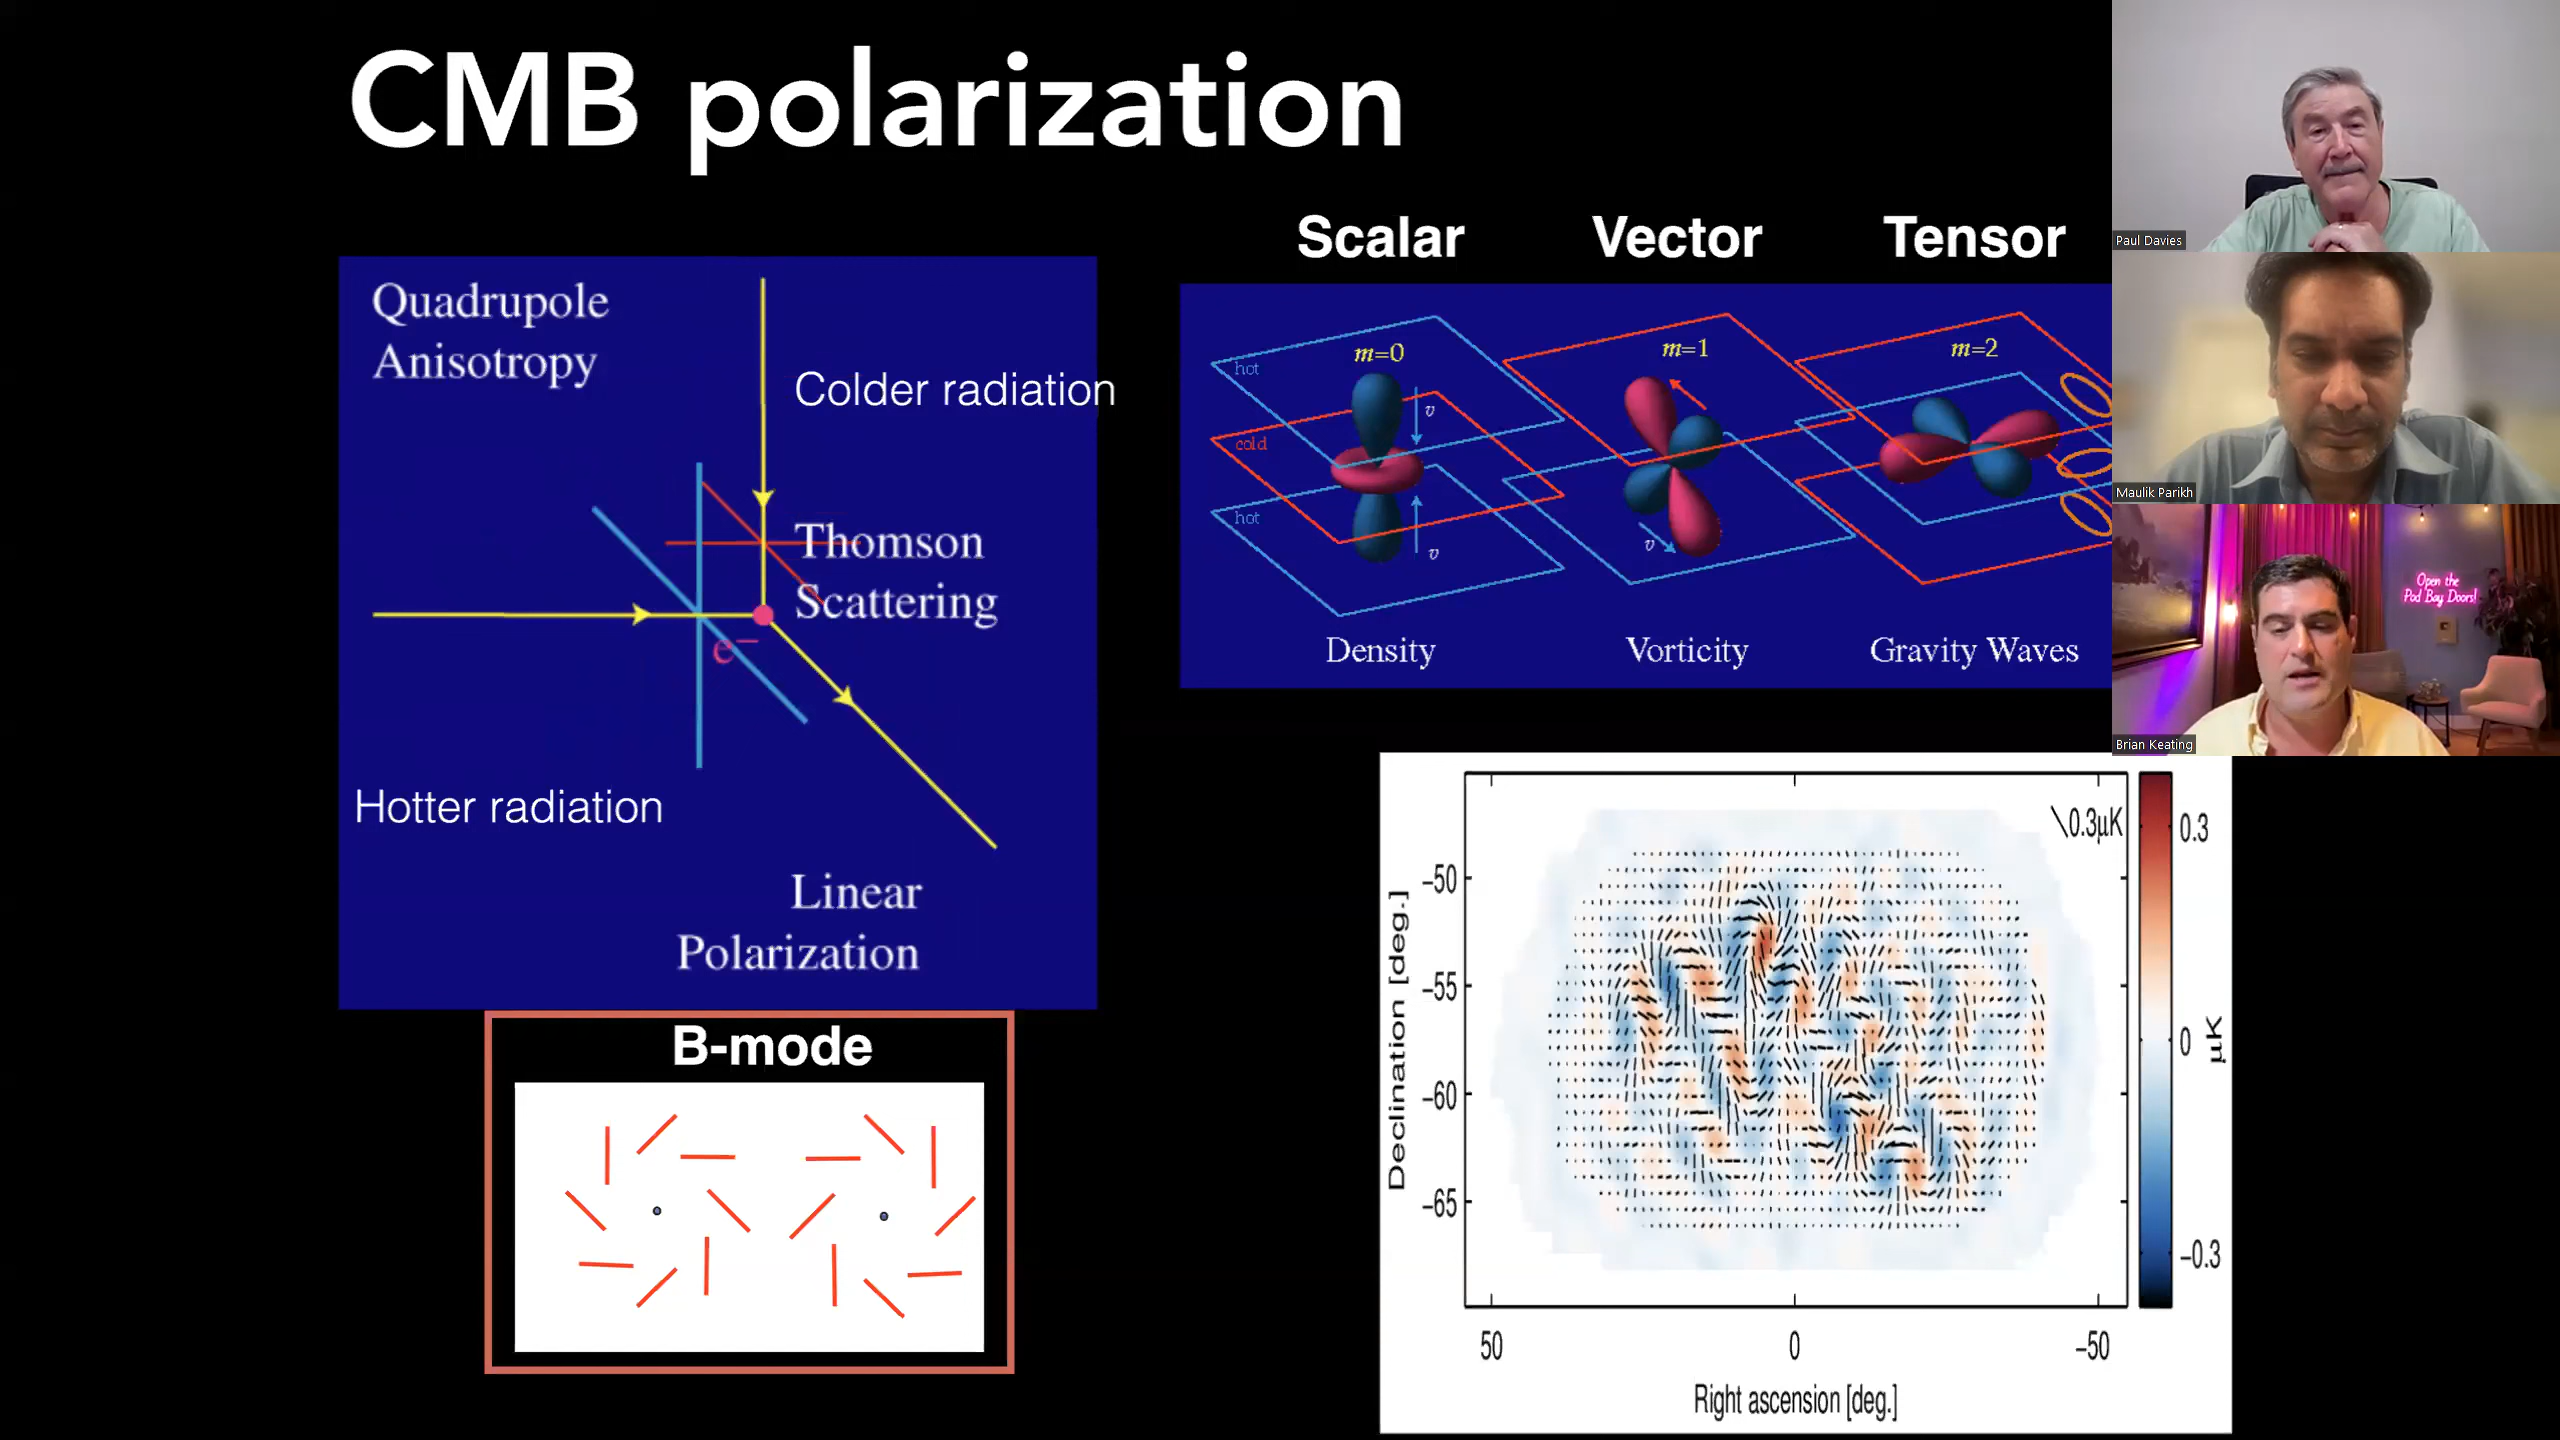 CMB polarization
Scalar Vector Tensor
Quadrupole
Anisotropy
Colder radiation
Thomson
Scattering
e−
Hotter radiation
Linear
Polarization
m=0
hot
v
cold
hot
v
Density
m=1
v
Vorticity
m=2
Gravity Waves
Paul Davies
Maulik Parikh
Open the
Pod Bay Doors!
Brian Keating
B-mode
Declination [deg.]
−50
−55
−60
−65
0.3µK
0.3
0
−0.3
µK
50 0 −50
Right ascension [deg.]